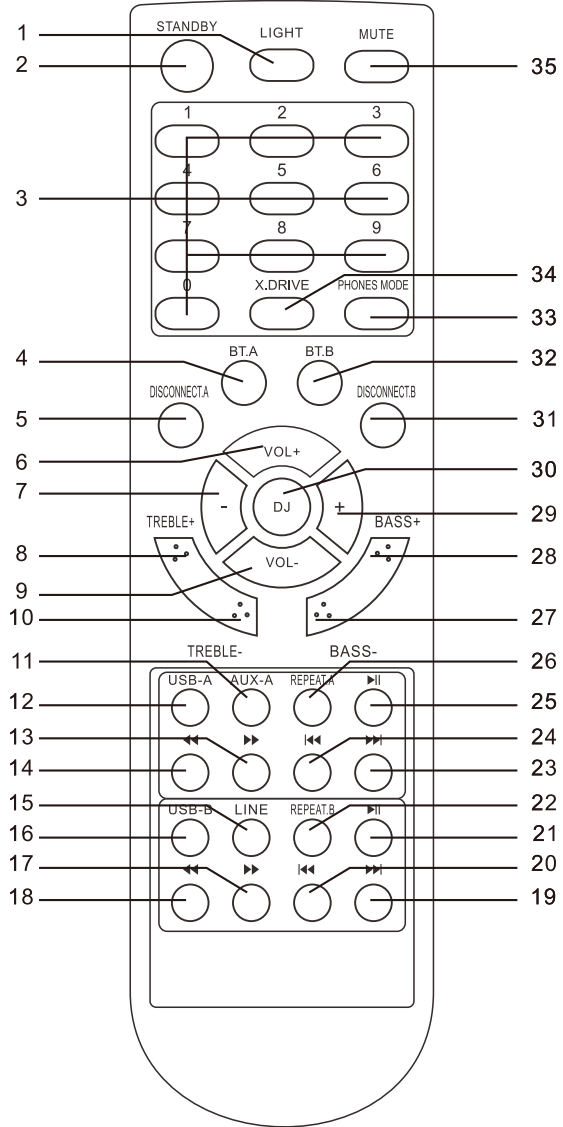 STANDBY LIGHT MUTE
1
2 35
1 2 3
4 5 6
3
7 8 9
0 X.DRIVE PHONES MODE 34
33
4 BT.A BT.B 32
DISCONNECT.A DISCONNECT.B
5 31
6 VOL+
7 - DJ + 30
29
TREBLE+ BASS+
8 28
9 VOL-
10 27
TREBLE- BASS-
11 26
USB-A AUX-A REPEAT.A
12 25
13 24
14 23
15 22
USB-B LINE REPEAT.B
16 21
17 20
18 19